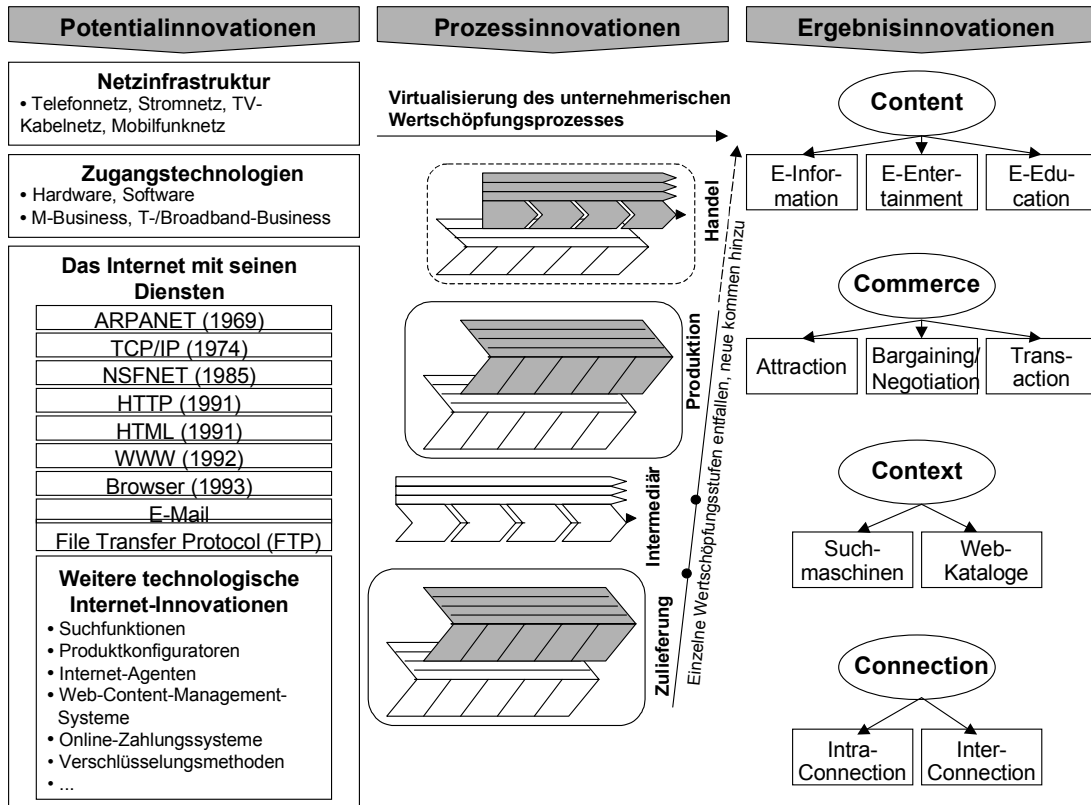 Potentialinnovationen
Netzinfrastruktur
• Telefonnetz, Stromnetz, TV-
Kabelnetz, Mobilfunknetz
Zugangstechnologien
• Hardware, Software
• M-Business, T-/Broadband-Business
Das Internet mit seinen
Diensten
ARPANET (1969)
TCP/IP (1974)
NSFNET (1985)
HTTP (1991)
HTML (1991)
WWW (1992)
Browser (1993)
E-Mail
File Transfer Protocol (FTP)
Weitere technologische
Internet-Innovationen
• Suchfunktionen
• Produktkonfiguratoren
• Internet-Agenten
• Web-Content-Management-
Systeme
• Online-Zahlungssysteme
• Verschlüsselungsmethoden
• ...
Prozessinnovationen
Virtualisierung des unternehmerischen
Wertschöpfungsprozesses
Handel
Produktion
Intermediär
Zulieferung
Einzelne Wertschöpfungsstufen entfallen, neue kommen hinzu
Ergebnisinnovationen
Content
E-Infor-
mation
E-Enter-
tainment
E-Edu-
cation
Commerce
Attraction
Bargaining/
Negotiation
Trans-
action
Context
Such-
maschinen
Web-
Kataloge
Connection
Intra-
Connection
Inter-
Connection